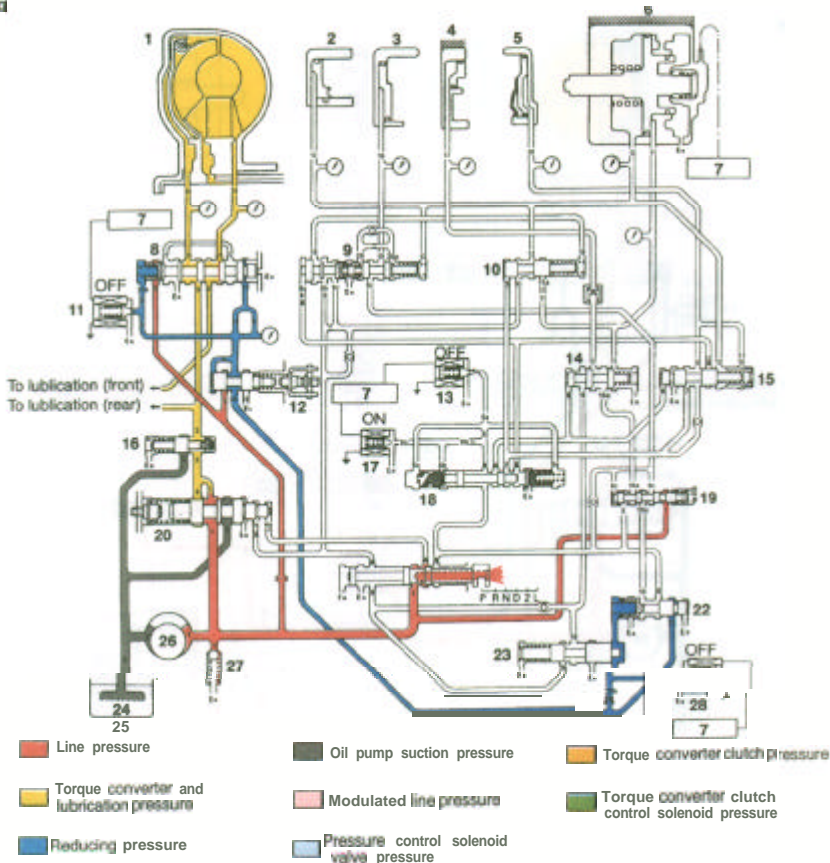 1
2
3
4
5
6
7
7
8
9
10
OFF
11
14
15
OFF
13
To lublication (front)
To lublication (rear)
12
7
ON
17
16
18
19
20
P R N D 2 L
22
26
23
OFF
27
24
25
28
7
Line pressure
Oil pump suction pressure
Torque converter clutch pressure
Torque converter and
lubrication pressure
Modulated line pressure
Torque converter clutch
control solenoid pressure
Reducing pressure
Pressure control solenoid
valve pressure